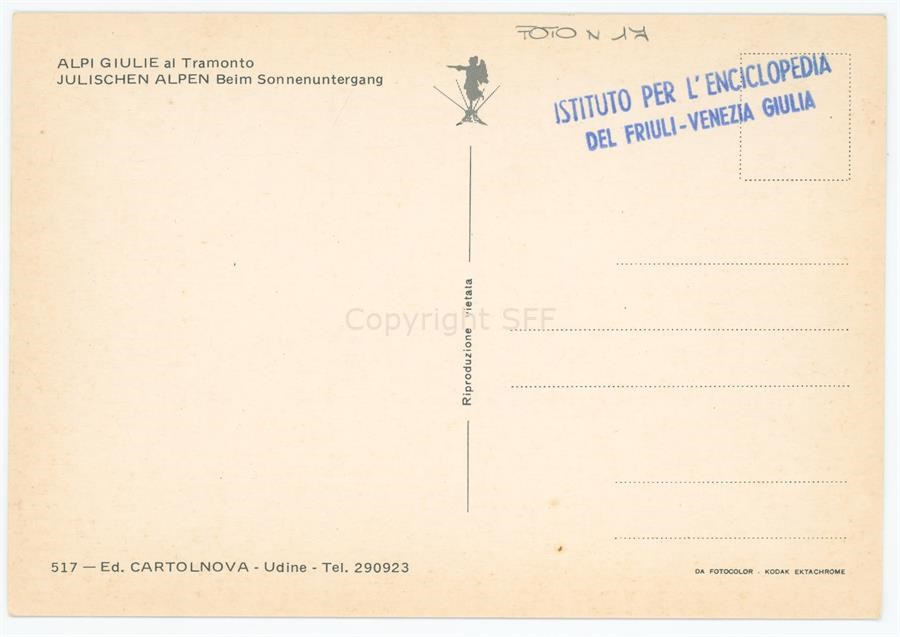 FOTO N 17
ALPI GIULIE al Tramonto
JULISCHEN ALPEN Beim Sonnenuntergang
ISTITUTO PER L'ENCICLOPEDIA
DEL FRIULI-VENEZIA GIULIA
Riproduzione vietata
Copyright SFF
517 — Ed. CARTOLNOVA - Udine - Tel. 290923
DA FOTOCOLOR - KODAK EKTACHROME